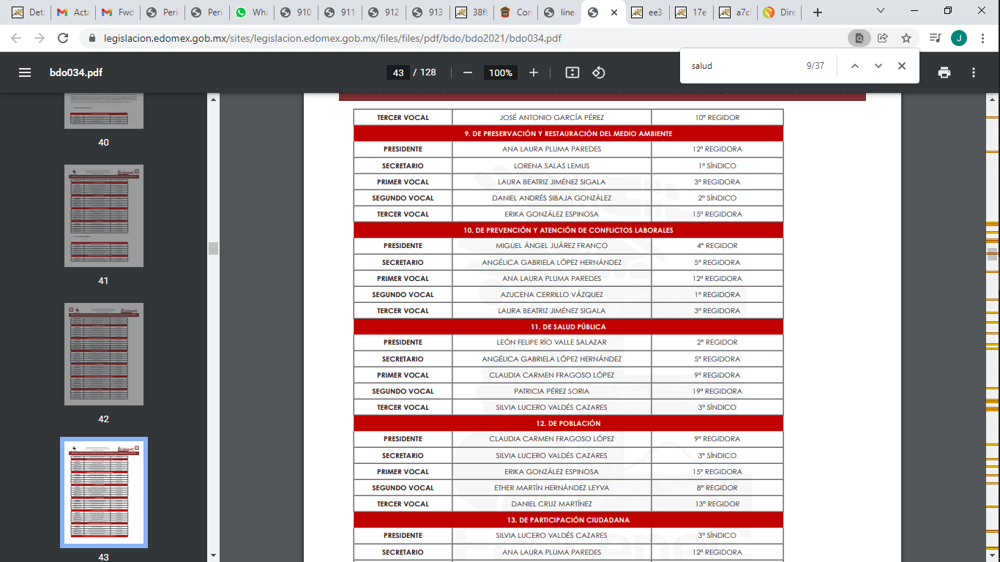 Deta
Acta
Fwd
Peri
Peri
Wha
910
911
912
913
38fl
Con
line
ee3
17e
a7cl
Dire
legislacion.edomex.gob.mx/sites/legislacion.edomex.gob.mx/files/files/pdf/bdo/bdo2021/bdo034.pdf
J
bdo034.pdf
43 / 128
100%
salud 9/37
40
41
42
43
TERCER VOCAL JOSÉ ANTONIO GARCÍA PÉREZ 10º REGIDOR
9. DE PRESERVACIÓN Y RESTAURACIÓN DEL MEDIO AMBIENTE
PRESIDENTE ANA LAURA PLUMA PAREDES 12ª REGIDORA
SECRETARIO LORENA SALAS LEMUS 1ª SÍNDICO
PRIMER VOCAL LAURA BEATRIZ JIMÉNEZ SIGALA 3ª REGIDORA
SEGUNDO VOCAL DANIEL ANDRÉS SIBAJA GONZÁLEZ 2º SÍNDICO
TERCER VOCAL ERIKA GONZÁLEZ ESPINOSA 15ª REGIDORA
10. DE PREVENCIÓN Y ATENCIÓN DE CONFLICTOS LABORALES
PRESIDENTE MIGUEL ÁNGEL JUÁREZ FRANCO 4º REGIDOR
SECRETARIO ANGÉLICA GABRIELA LÓPEZ HERNÁNDEZ 5ª REGIDORA
PRIMER VOCAL ANA LAURA PLUMA PAREDES 12ª REGIDORA
SEGUNDO VOCAL AZUCENA CERRILLO VÁZQUEZ 1ª REGIDORA
TERCER VOCAL LAURA BEATRIZ JIMÉNEZ SIGALA 3ª REGIDORA
11. DE SALUD PÚBLICA
PRESIDENTE LEÓN FELIPE RÍO VALLE SALAZAR 2º REGIDOR
SECRETARIO ANGÉLICA GABRIELA LÓPEZ HERNÁNDEZ 5ª REGIDORA
PRIMER VOCAL CLAUDIA CARMEN FRAGOSO LÓPEZ 9ª REGIDORA
SEGUNDO VOCAL PATRICIA PÉREZ SORIA 19ª REGIDORA
TERCER VOCAL SILVIA LUCERO VALDÉS CAZARES 3ª SÍNDICO
12. DE POBLACIÓN
PRESIDENTE CLAUDIA CARMEN FRAGOSO LÓPEZ 9ª REGIDORA
SECRETARIO SILVIA LUCERO VALDÉS CAZARES 3ª SÍNDICO
PRIMER VOCAL ERIKA GONZÁLEZ ESPINOSA 15ª REGIDORA
SEGUNDO VOCAL ETHER MARTÍN HERNÁNDEZ LEYVA 8º REGIDOR
TERCER VOCAL DANIEL CRUZ MARTÍNEZ 13º REGIDOR
13. DE PARTICIPACIÓN CIUDADANA
PRESIDENTE SILVIA LUCERO VALDÉS CAZARES 3ª SÍNDICO
SECRETARIO ANA LAURA PLUMA PAREDES 12ª REGIDORA